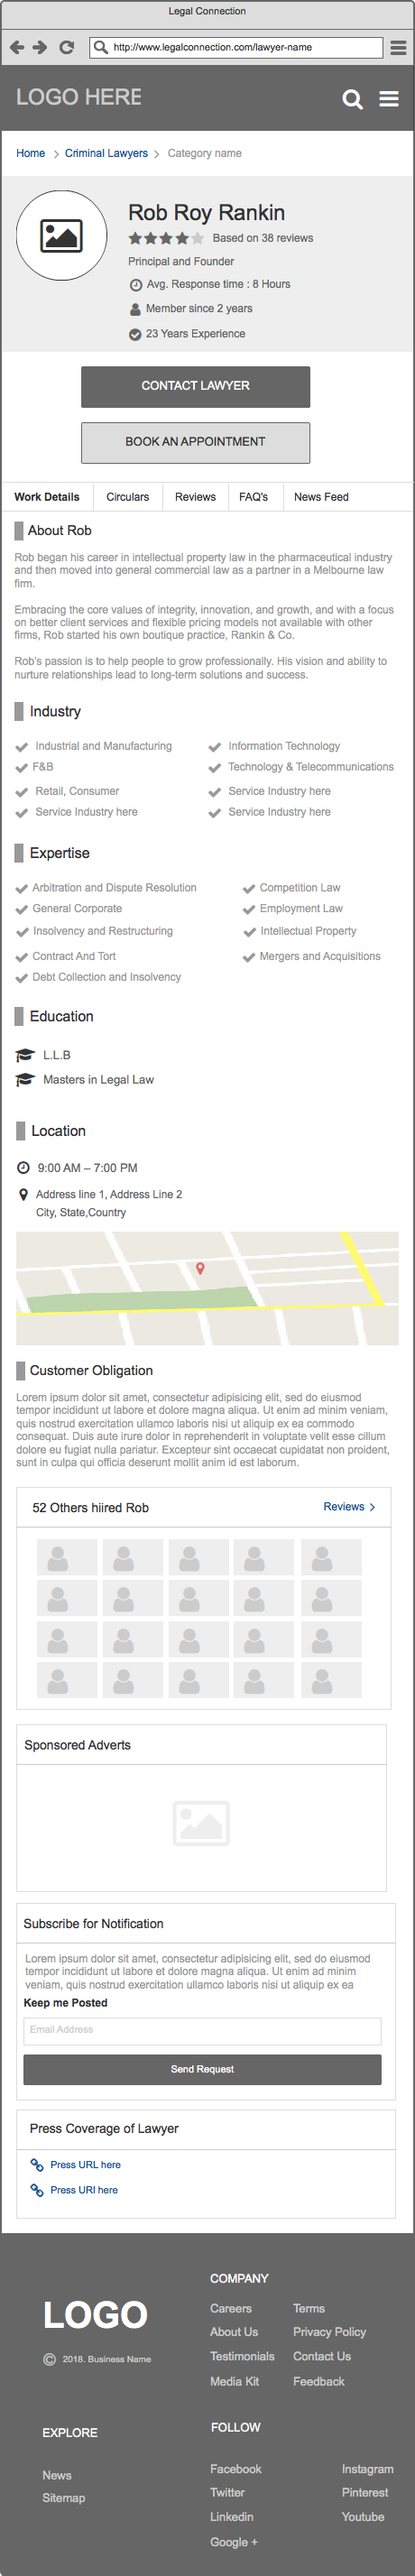 Legal Connection
http://www.legalconnection.com/lawyer-name
LOGO HERE
Home > Criminal Lawyers > Category name
Rob Roy Rankin
Based on 38 reviews
Principal and Founder
Avg. Response time : 8 Hours
Member since 2 years
23 Years Experience
CONTACT LAWYER
BOOK AN APPOINTMENT
Work Details Circulars Reviews FAQ's News Feed
About Rob
Rob began his career in intellectual property law in the pharmaceutical industry
and then moved into general commercial law as a partner in a Melbourne law
firm.
Embracing the core values of integrity, innovation, and growth, and with a focus
on better client services and flexible pricing models not available with other
firms, Rob started his own boutique practice, Rankin & Co.
Rob's passion is to help people to grow professionally. His vision and ability to
nurture relationships lead to long-term solutions and success.
Industry
Industrial and Manufacturing Information Technology
F&B Technology & Telecommunications
Retail, Consumer Service Industry here
Service Industry here Service Industry here
Expertise
Arbitration and Dispute Resolution Competition Law
General Corporate Employment Law
Insolvency and Restructuring Intellectual Property
Contract And Tort Mergers and Acquisitions
Debt Collection and Insolvency
Education
L.L.B
Masters in Legal Law
Location
9:00 AM – 7:00 PM
Address line 1, Address Line 2
City, State,Country
Customer Obligation
Lorem ipsum dolor sit amet, consectetur adipisicing elit, sed do eiusmod
tempor incididunt ut labore et dolore magna aliqua. Ut enim ad minim veniam,
quis nostrud exercitation ullamco laboris nisi ut aliquip ex ea commodo
consequat. Duis aute irure dolor in reprehenderit in voluptate velit esse cillum
dolore eu fugiat nulla pariatur. Excepteur sint occaecat cupidatat non proident,
sunt in culpa qui officia deserunt mollit anim id est laborum.
52 Others hiired Rob Reviews >
Sponsored Adverts
Subscribe for Notification
Lorem ipsum dolor sit amet, consectetur adipisicing elit, sed do eiusmod
tempor incididunt ut labore et dolore magna aliqua. Ut enim ad minim
veniam, quis nostrud exercitation ullamco laboris nisi ut aliquip ex ea
Keep me Posted
Email Address
Send Request
Press Coverage of Lawyer
Press URL here
Press URl here
LOGO
© 2018. Business Name
COMPANY
Careers Terms
About Us Privacy Policy
Testimonials Contact Us
Media Kit Feedback
EXPLORE
News
Sitemap
FOLLOW
Facebook Instagram
Twitter Pinterest
Linkedin Youtube
Google +